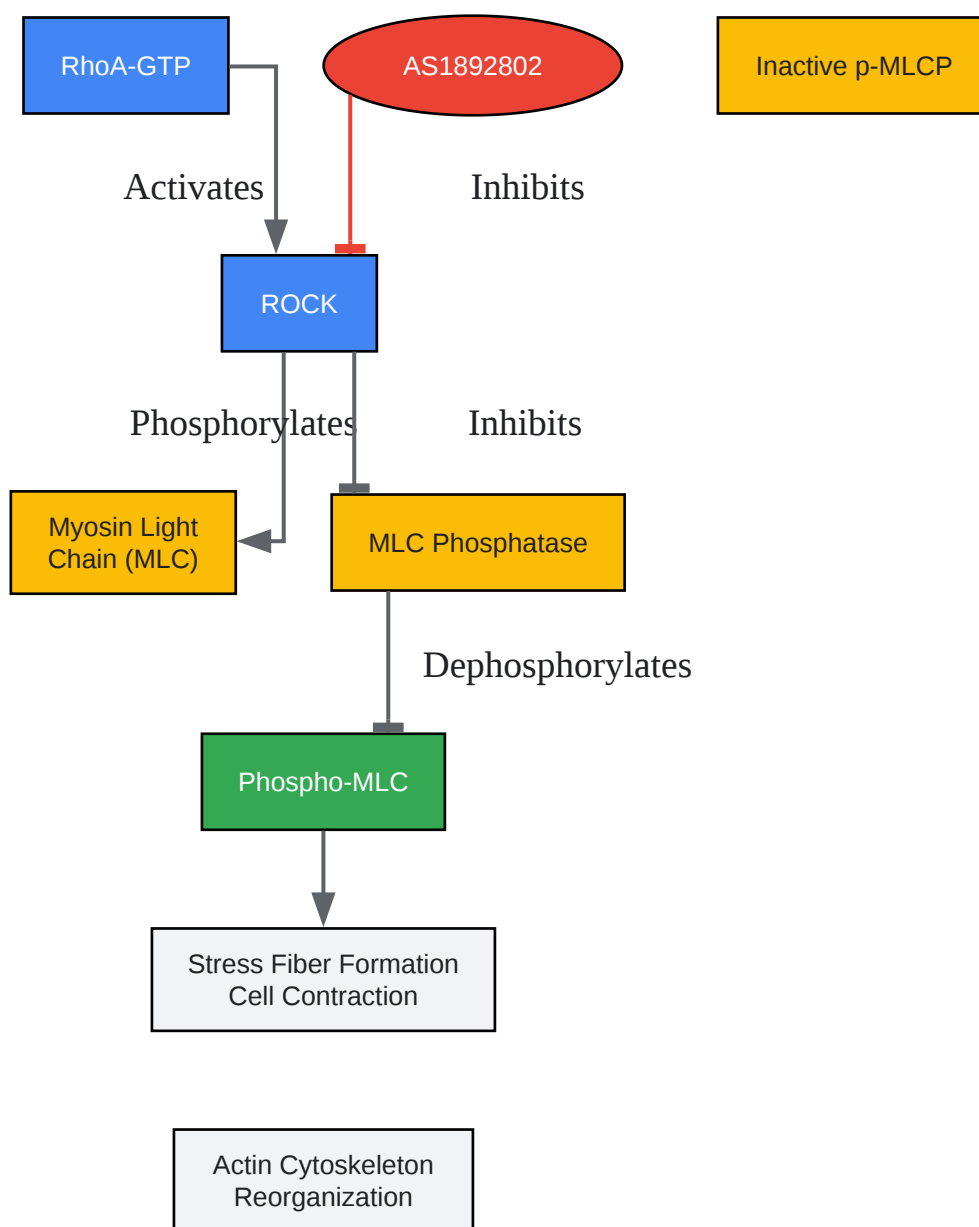 RhoA-GTP
AS1892802
Inactive p-MLCP
Activates
Inhibits
ROCK
Phosphorylates
Inhibits
Myosin Light
Chain (MLC)
MLC Phosphatase
Dephosphorylates
Phospho-MLC
Stress Fiber Formation
Cell Contraction
Actin Cytoskeleton
Reorganization